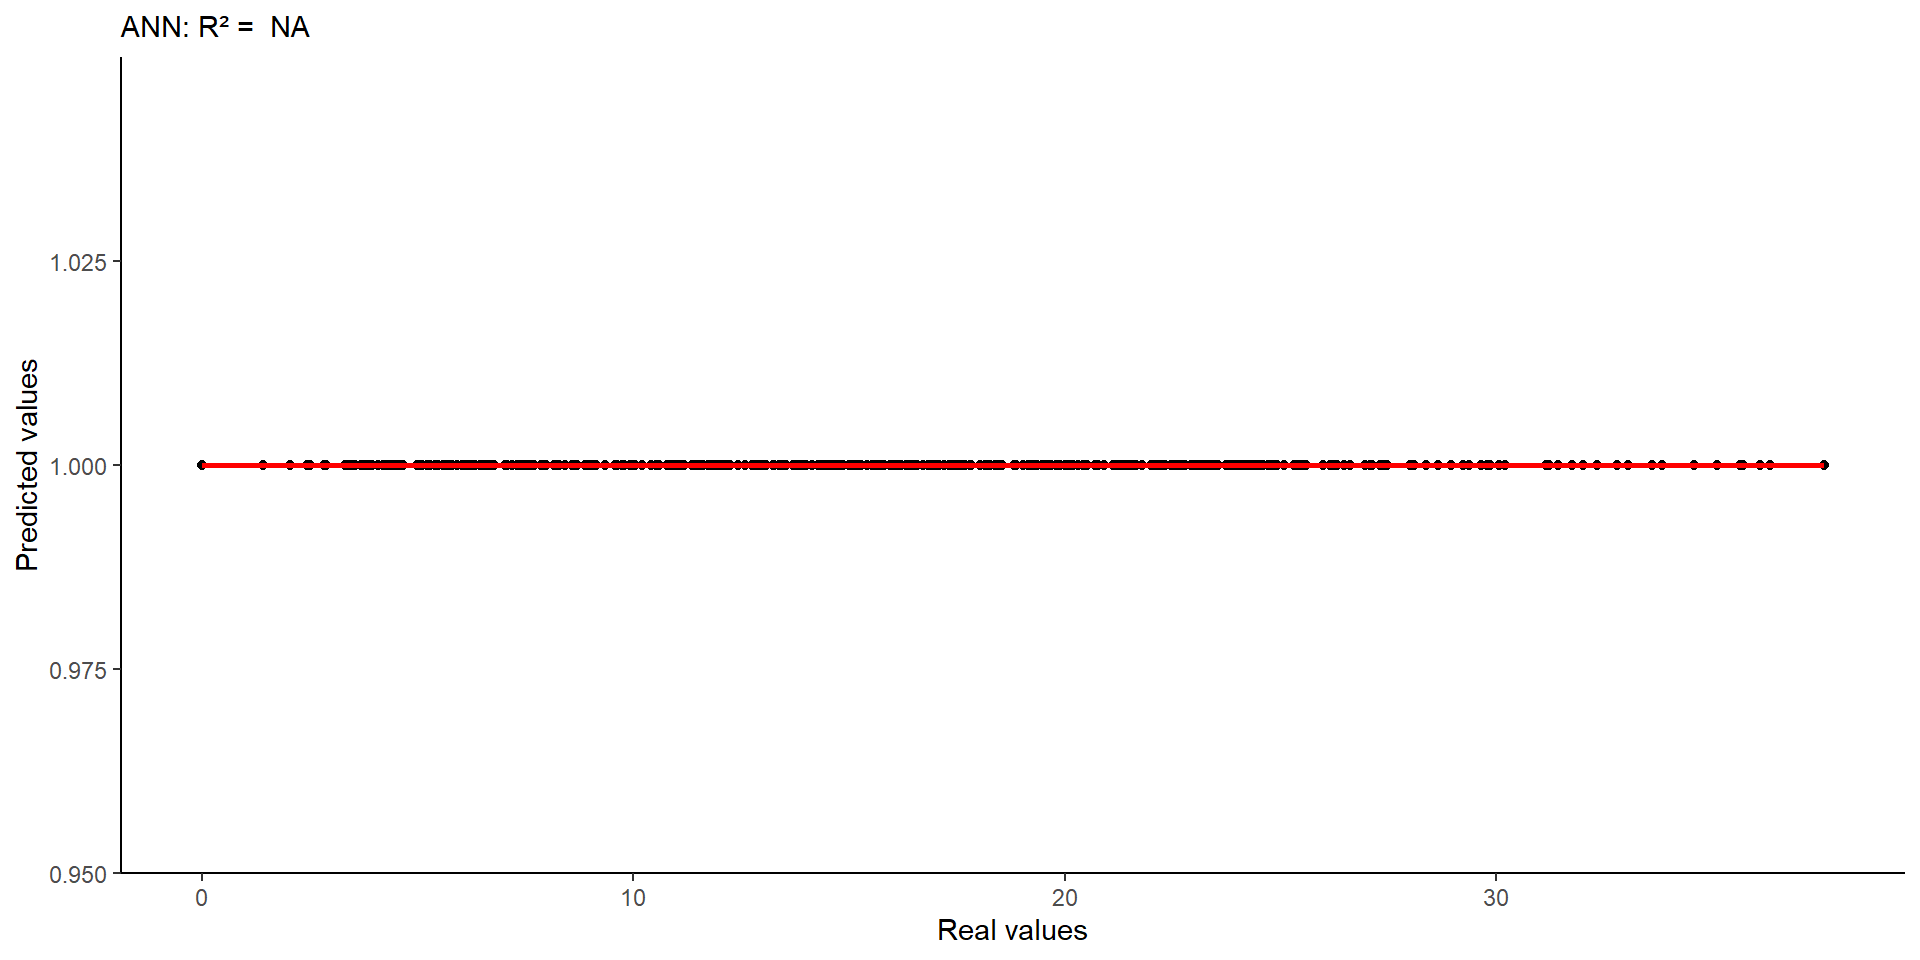 ANN: R² =  NA
Predicted values
1.025
1.000
0.975
0.950
0 10 20 30
Real values